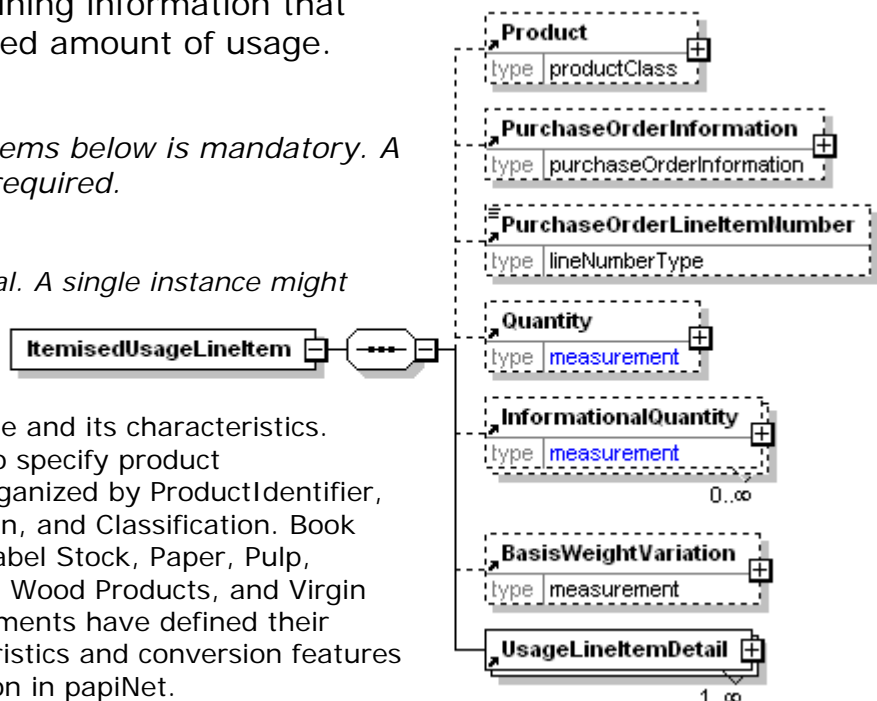 ining information that
ed amount of usage.
ems below is mandatory. A
required.
al. A single instance might
e and its characteristics.
o specify product
ganized by ProductIdentifier,
n, and Classification. Book
abel Stock, Paper, Pulp,
Wood Products, and Virgin
ments have defined their
ristics and conversion features
on in papiNet.
ItemisedUsageLineItem
Product
type productClass
PurchaseOrderInformation
type purchaseOrderInformation
PurchaseOrderLineItemNumber
type lineNumberType
Quantity
type measurement
InformationalQuantity
type measurement
0..∞
BasisWeightVariation
type measurement
UsageLineItemDetail
1..∞